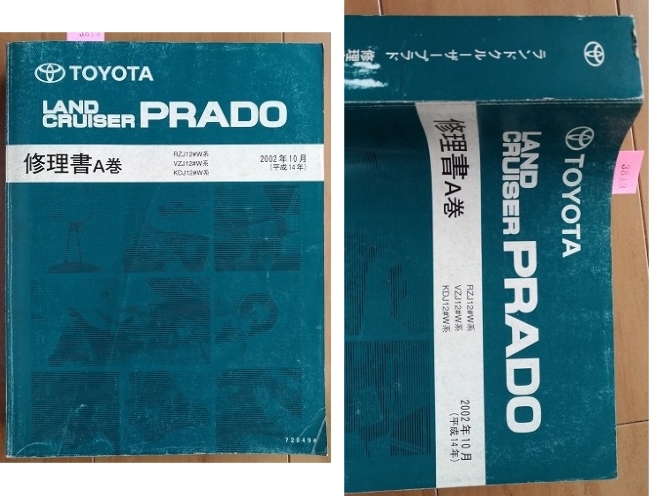 TOYOTA
LAND
CRUISER PRADO
修理書A巻
RZJ12#W系
VZJ12#W系
KDJ12#W系
2002年10月
(平成14年)
ランドクルーザープラド
修理
TOYOTA
LAND
CRUISER PRADO
修理書A巻
RZJ12#W系
VZJ12#W系
KDJ12#W系
2002年10月
(平成14年)